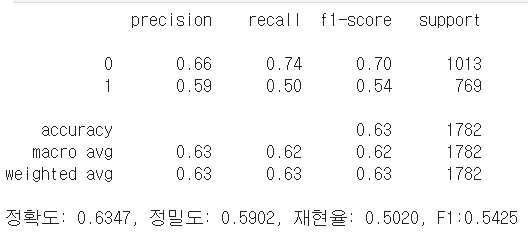 precision recall f1-score support
0 0.66 0.74 0.70 1013
1 0.59 0.50 0.54 769
accuracy 0.63 1782
macro avg 0.63 0.62 0.62 1782
weighted avg 0.63 0.63 0.63 1782
정확도: 0.6347, 정밀도: 0.5902, 재현율: 0.5020, F1:0.5425